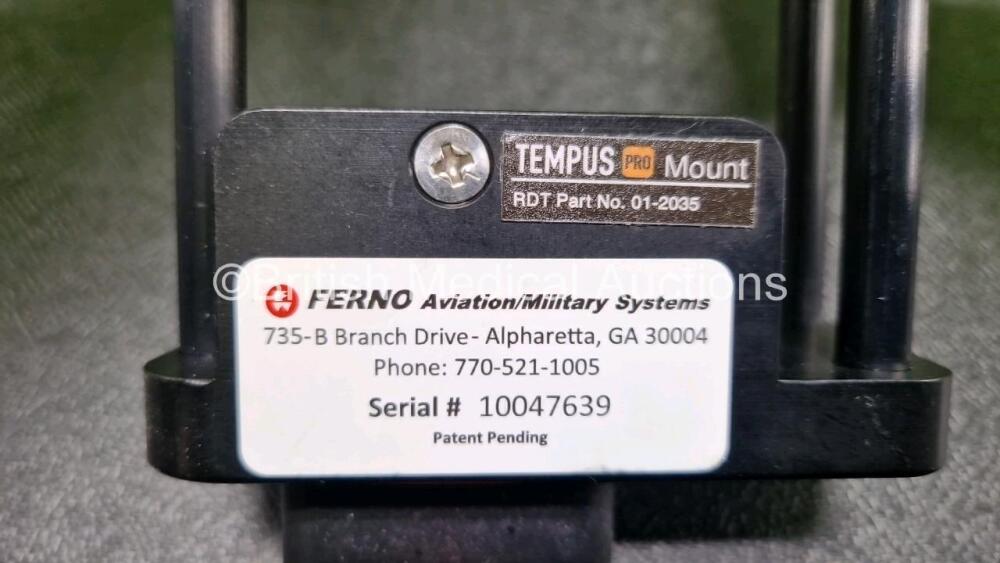 TEMPUS PRO Mount
RDT Part No. 01-2035
©British Medical Auctions
FERNO Aviation/Military Systems
735-B Branch Drive - Alpharetta, GA 30004
Phone: 770-521-1005
Serial # 10047639
Patent Pending